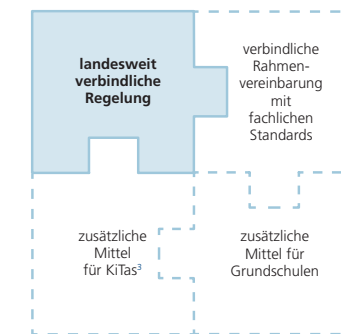 landesweit
verbindliche
Regelung
verbindliche
Rahmen-
vereinbarung
mit
fachlichen
Standards
zusätzliche
Mittel
für KiTas³
zusätzliche
Mittel für
Grundschulen